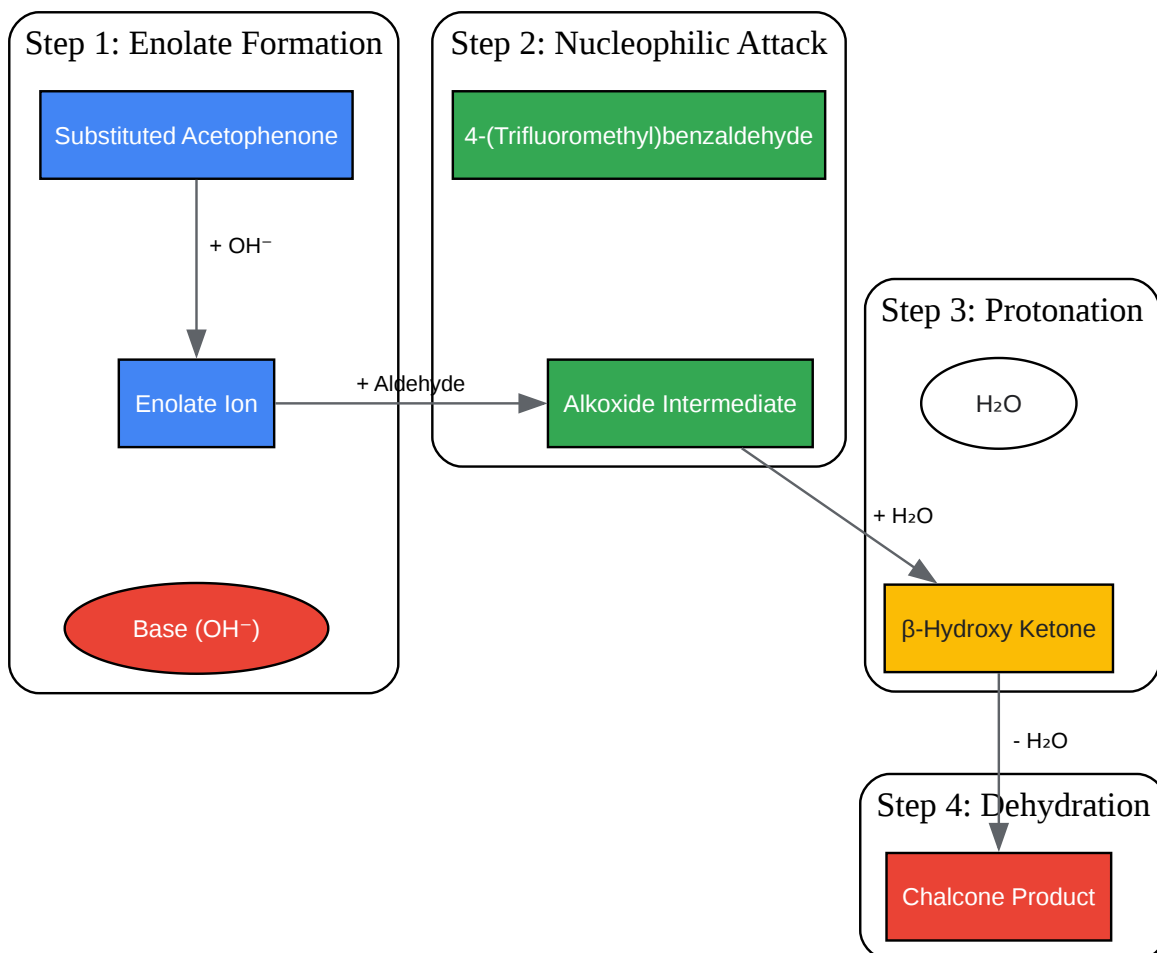 Step 1: Enolate Formation
Substituted Acetophenone
+ OH⁻
Enolate Ion
+ Aldehyde
Base (OH⁻)
Step 2: Nucleophilic Attack
4-(Trifluoromethyl)benzaldehyde
Alkoxide Intermediate
Step 3: Protonation
H₂O
+ H₂O
β-Hydroxy Ketone
- H₂O
Step 4: Dehydration
Chalcone Product